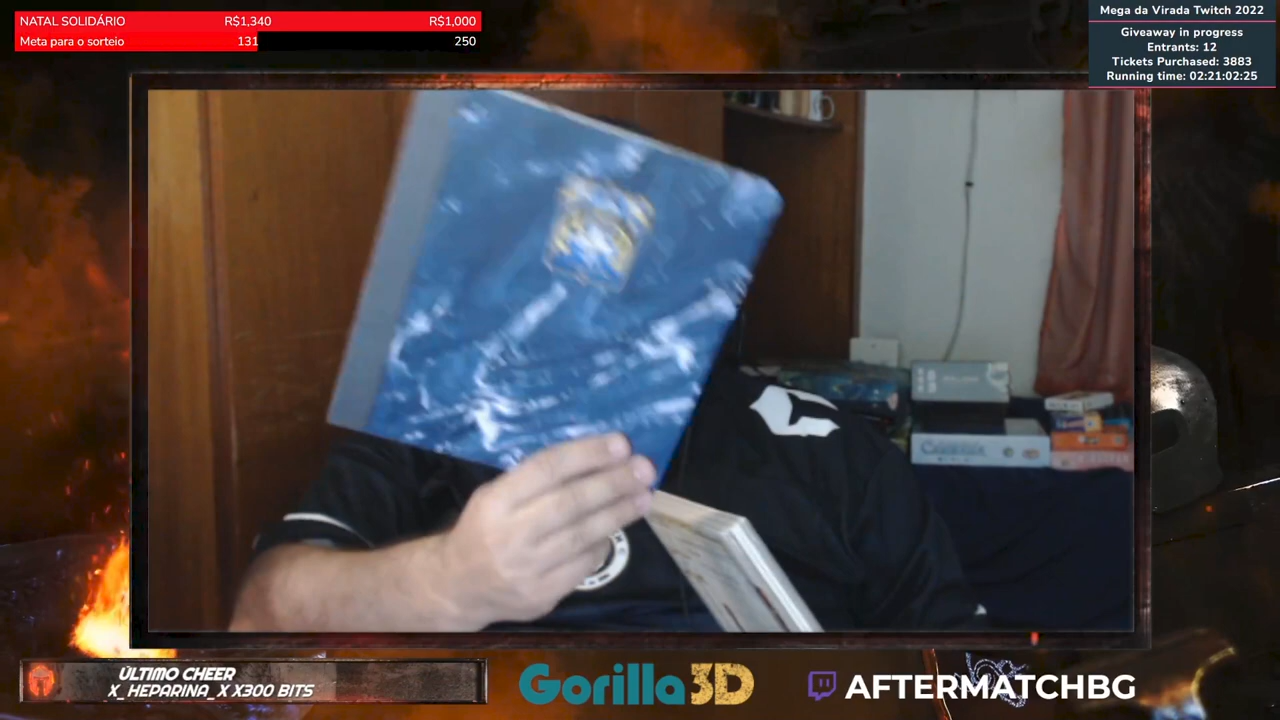 NATAL SOLIDÁRIO R$1,340 R$1,000
Meta para o sorteio 131 250
Mega da Virada Twitch 2022
Giveaway in progress
Entrants: 12
Tickets Purchased: 3883
Running time: 02:21:02:25
ÚLTIMO CHEER
X_HEPARINA_X X300 BITS
Gorilla3D
AFTERMATCHBG